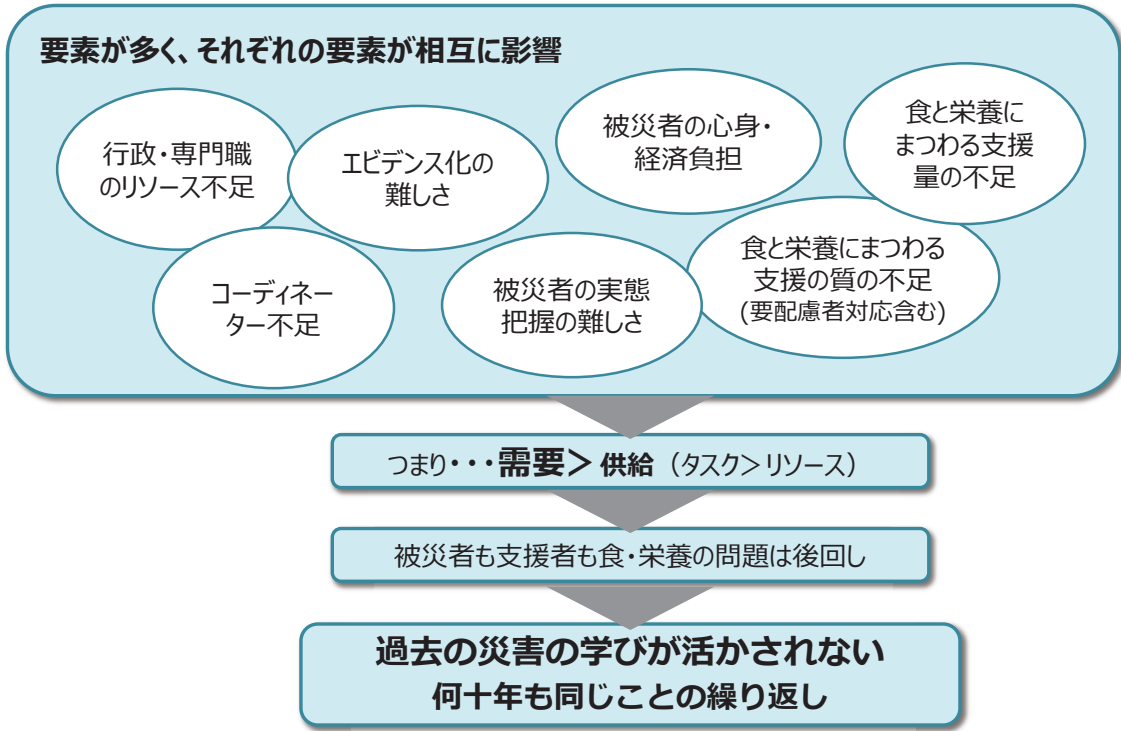 要素が多く、それぞれの要素が相互に影響
行政・専門職
のリソース不足
エビデンス化の
難しさ
被災者の心身・
経済負担
食と栄養に
まつわる支援
量の不足
コーディネー
ター不足
被災者の実態
把握の難しさ
食と栄養にまつわる
支援の質の不足
(要配慮者対応含む)
つまり・・・需要＞供給（タスク＞リソース）
被災者も支援者も食・栄養の問題は後回し
過去の災害の学びが活かされない
何十年も同じことの繰り返し